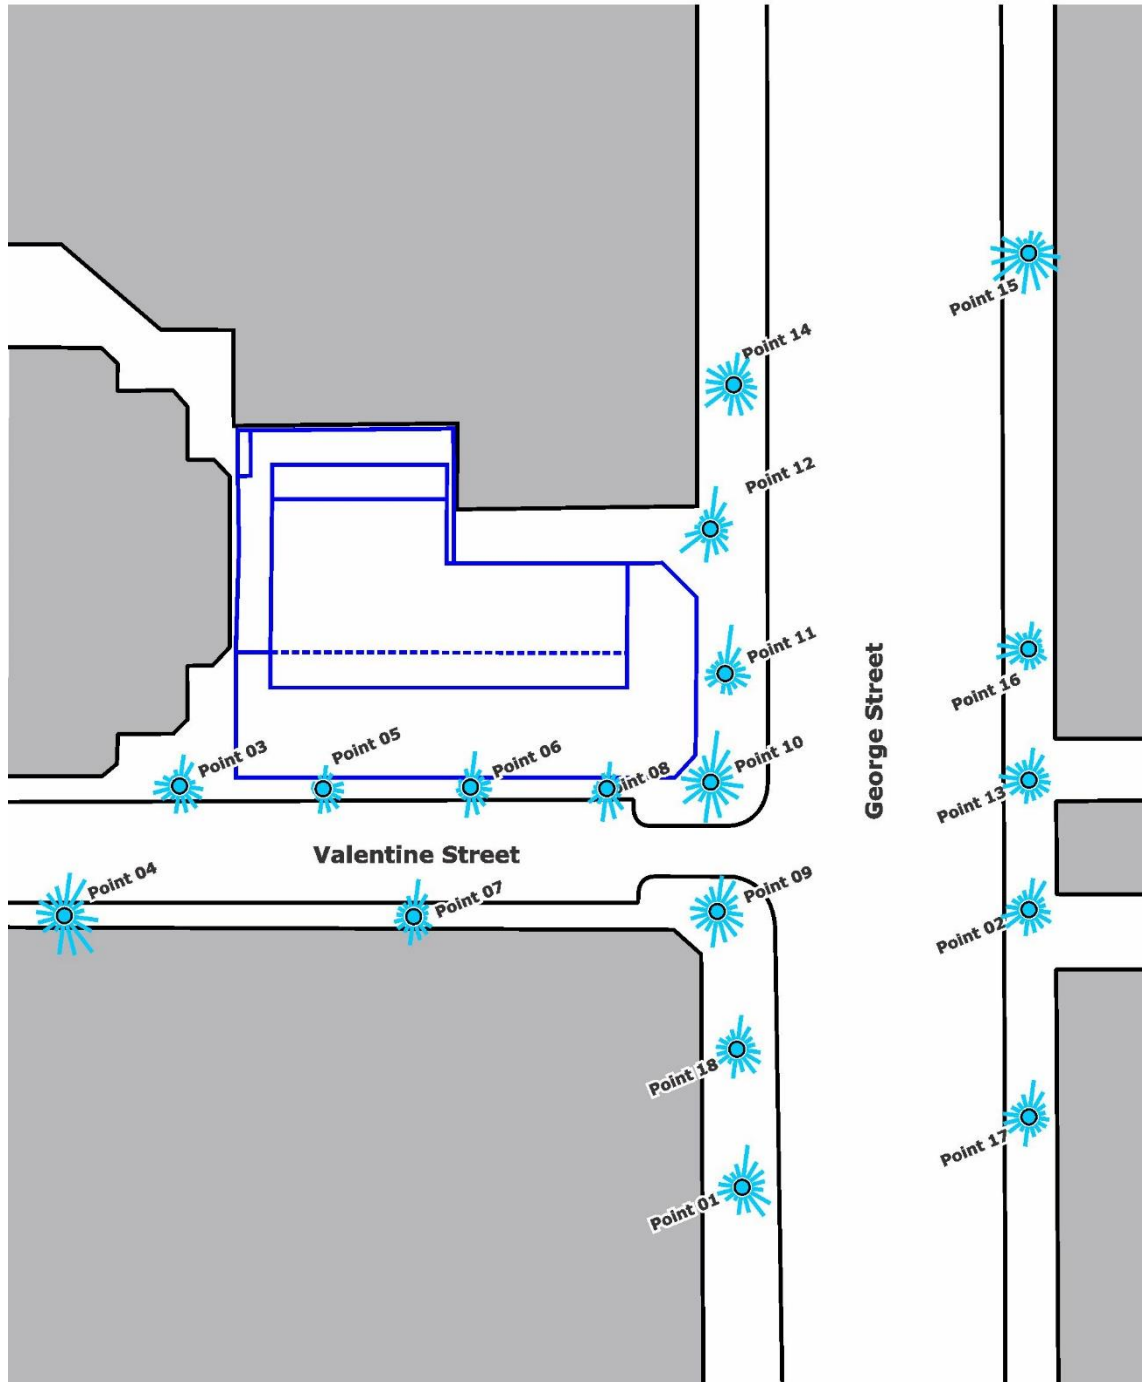 Point 15
Point 14
Point 12
Point 11
Point 16
George Street
Point 03
Point 05
Point 06
oint 08
Point 10
Point 13
Valentine Street
Point 04
Point 07
Point 09
Point 02
Point 18
Point 17
Point 01